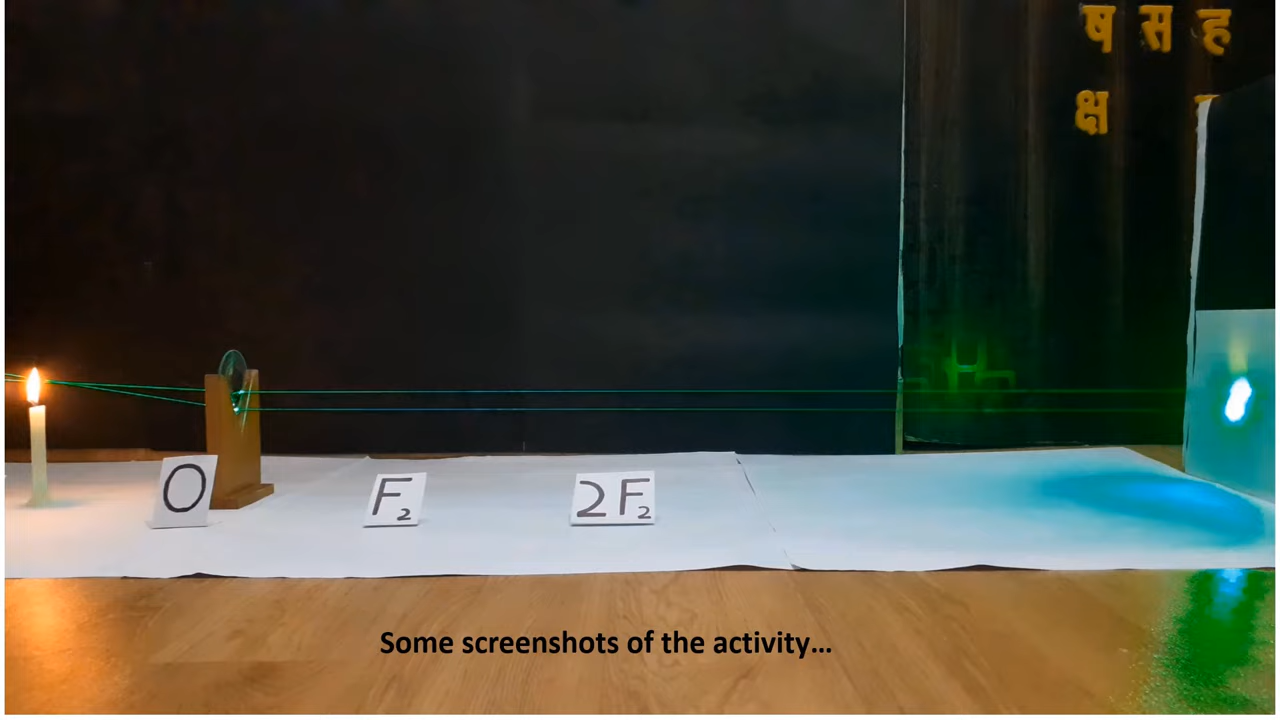 ष स ह
क्ष
O
F₂
2F₂
Some screenshots of the activity…